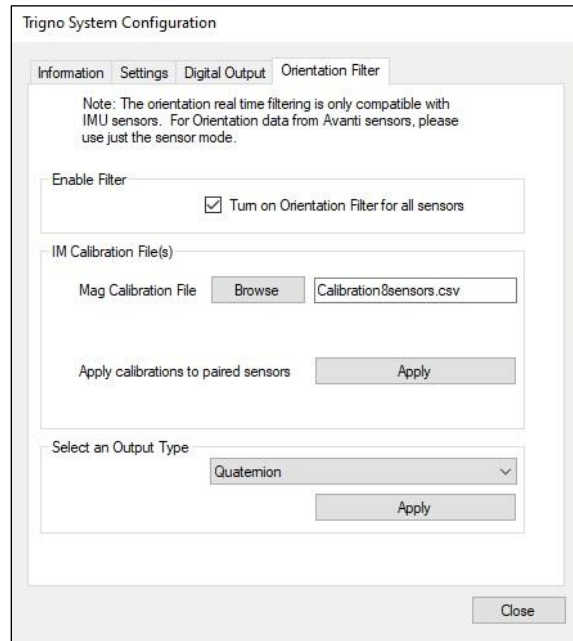 Trigno System Configuration
Information Settings Digital Output Orientation Filter
Note: The orientation real time filtering is only compatible with
IMU sensors. For Orientation data from Avanti sensors, please
use just the sensor mode.
Enable Filter
Turn on Orientation Filter for all sensors
IM Calibration File(s)
Mag Calibration File Browse Calibration8sensors.csv
Apply calibrations to paired sensors Apply
Select an Output Type
Quaternion
Apply
Close